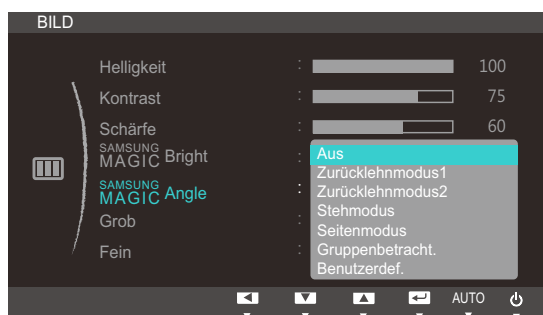 BILD
Helligkeit : 100
Kontrast : 75
Schärfe : 60
SAMSUNG MAGIC Bright :
SAMSUNG MAGIC Angle :
Grob :
Fein :
Aus
Zurücklehnmodus1
Zurücklehnmodus2
Stehmodus
Seitenmodus
Gruppenbetracht.
Benutzerdef.
AUTO